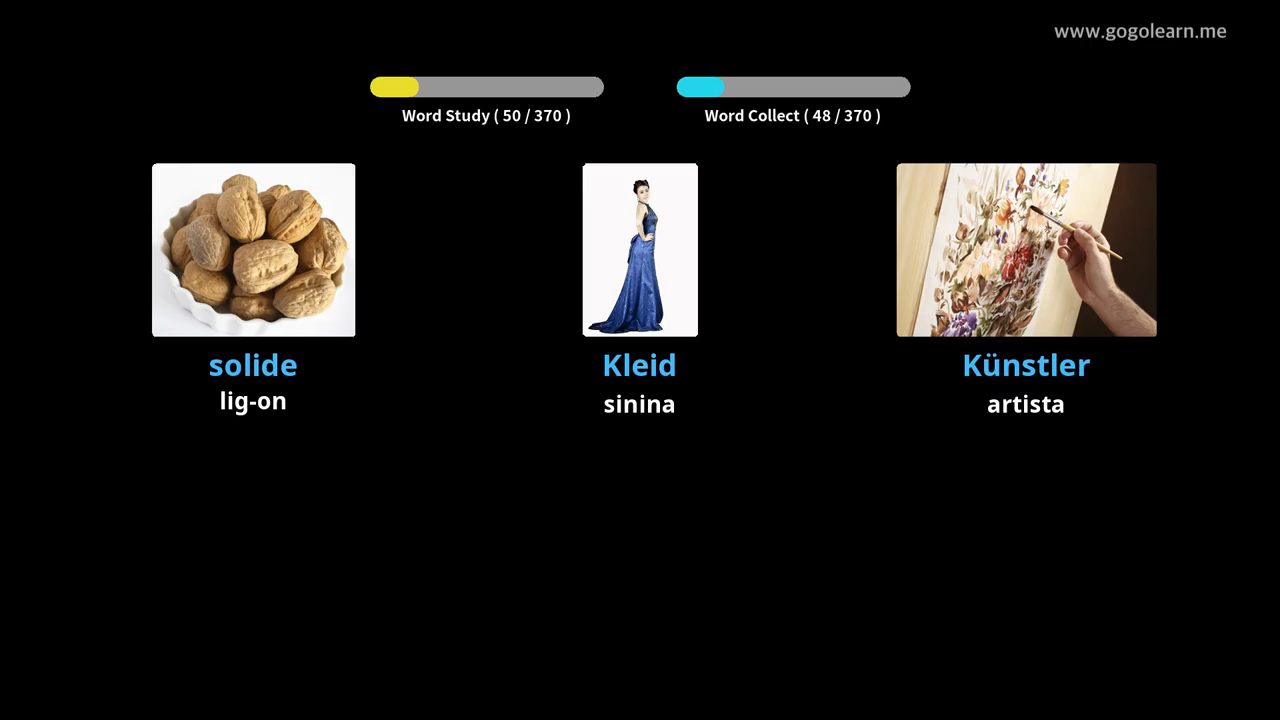 www.gogolearn.me
Word Study ( 50 / 370 )
Word Collect ( 48 / 370 )
solide
lig-on
Kleid
sinina
Künstler
artista